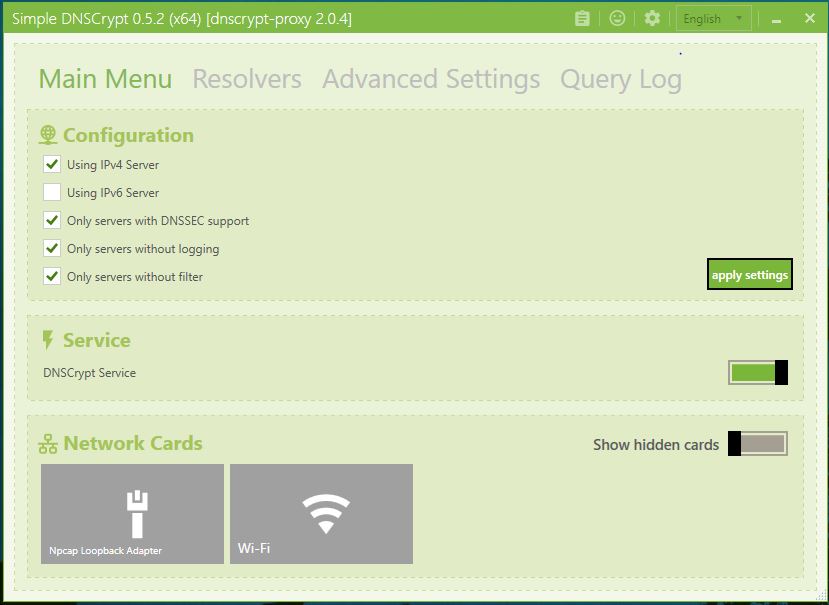 Simple DNSCrypt 0.5.2 (x64) [dnscrypt-proxy 2.0.4]
English
Main Menu Resolvers Advanced Settings Query Log
Configuration
Using IPv4 Server
Using IPv6 Server
Only servers with DNSSEC support
Only servers without logging
Only servers without filter
apply settings
Service
DNSCrypt Service
Network Cards
Show hidden cards
Npcap Loopback Adapter
Wi-Fi